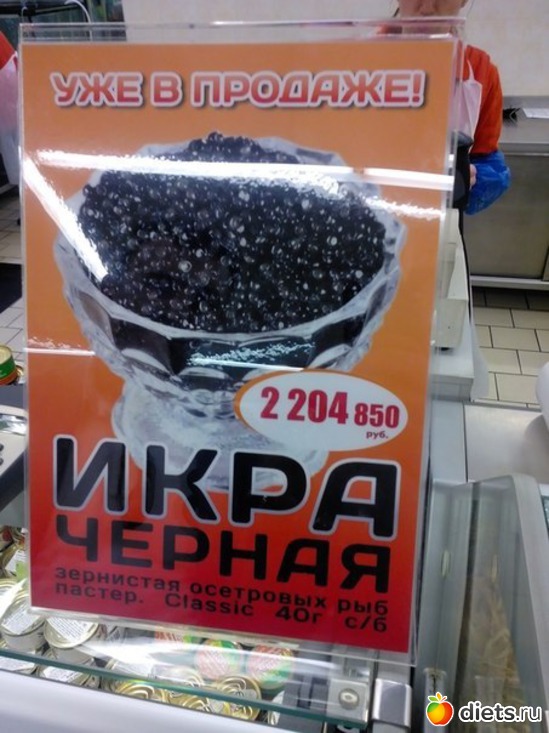 УЖЕ В ПРОДАЖЕ!
2 204 850
руб.
ИКРА
ЧЕРНАЯ
зернистая осетровых рыб
пастер. Classic 40г с/б
diets.ru